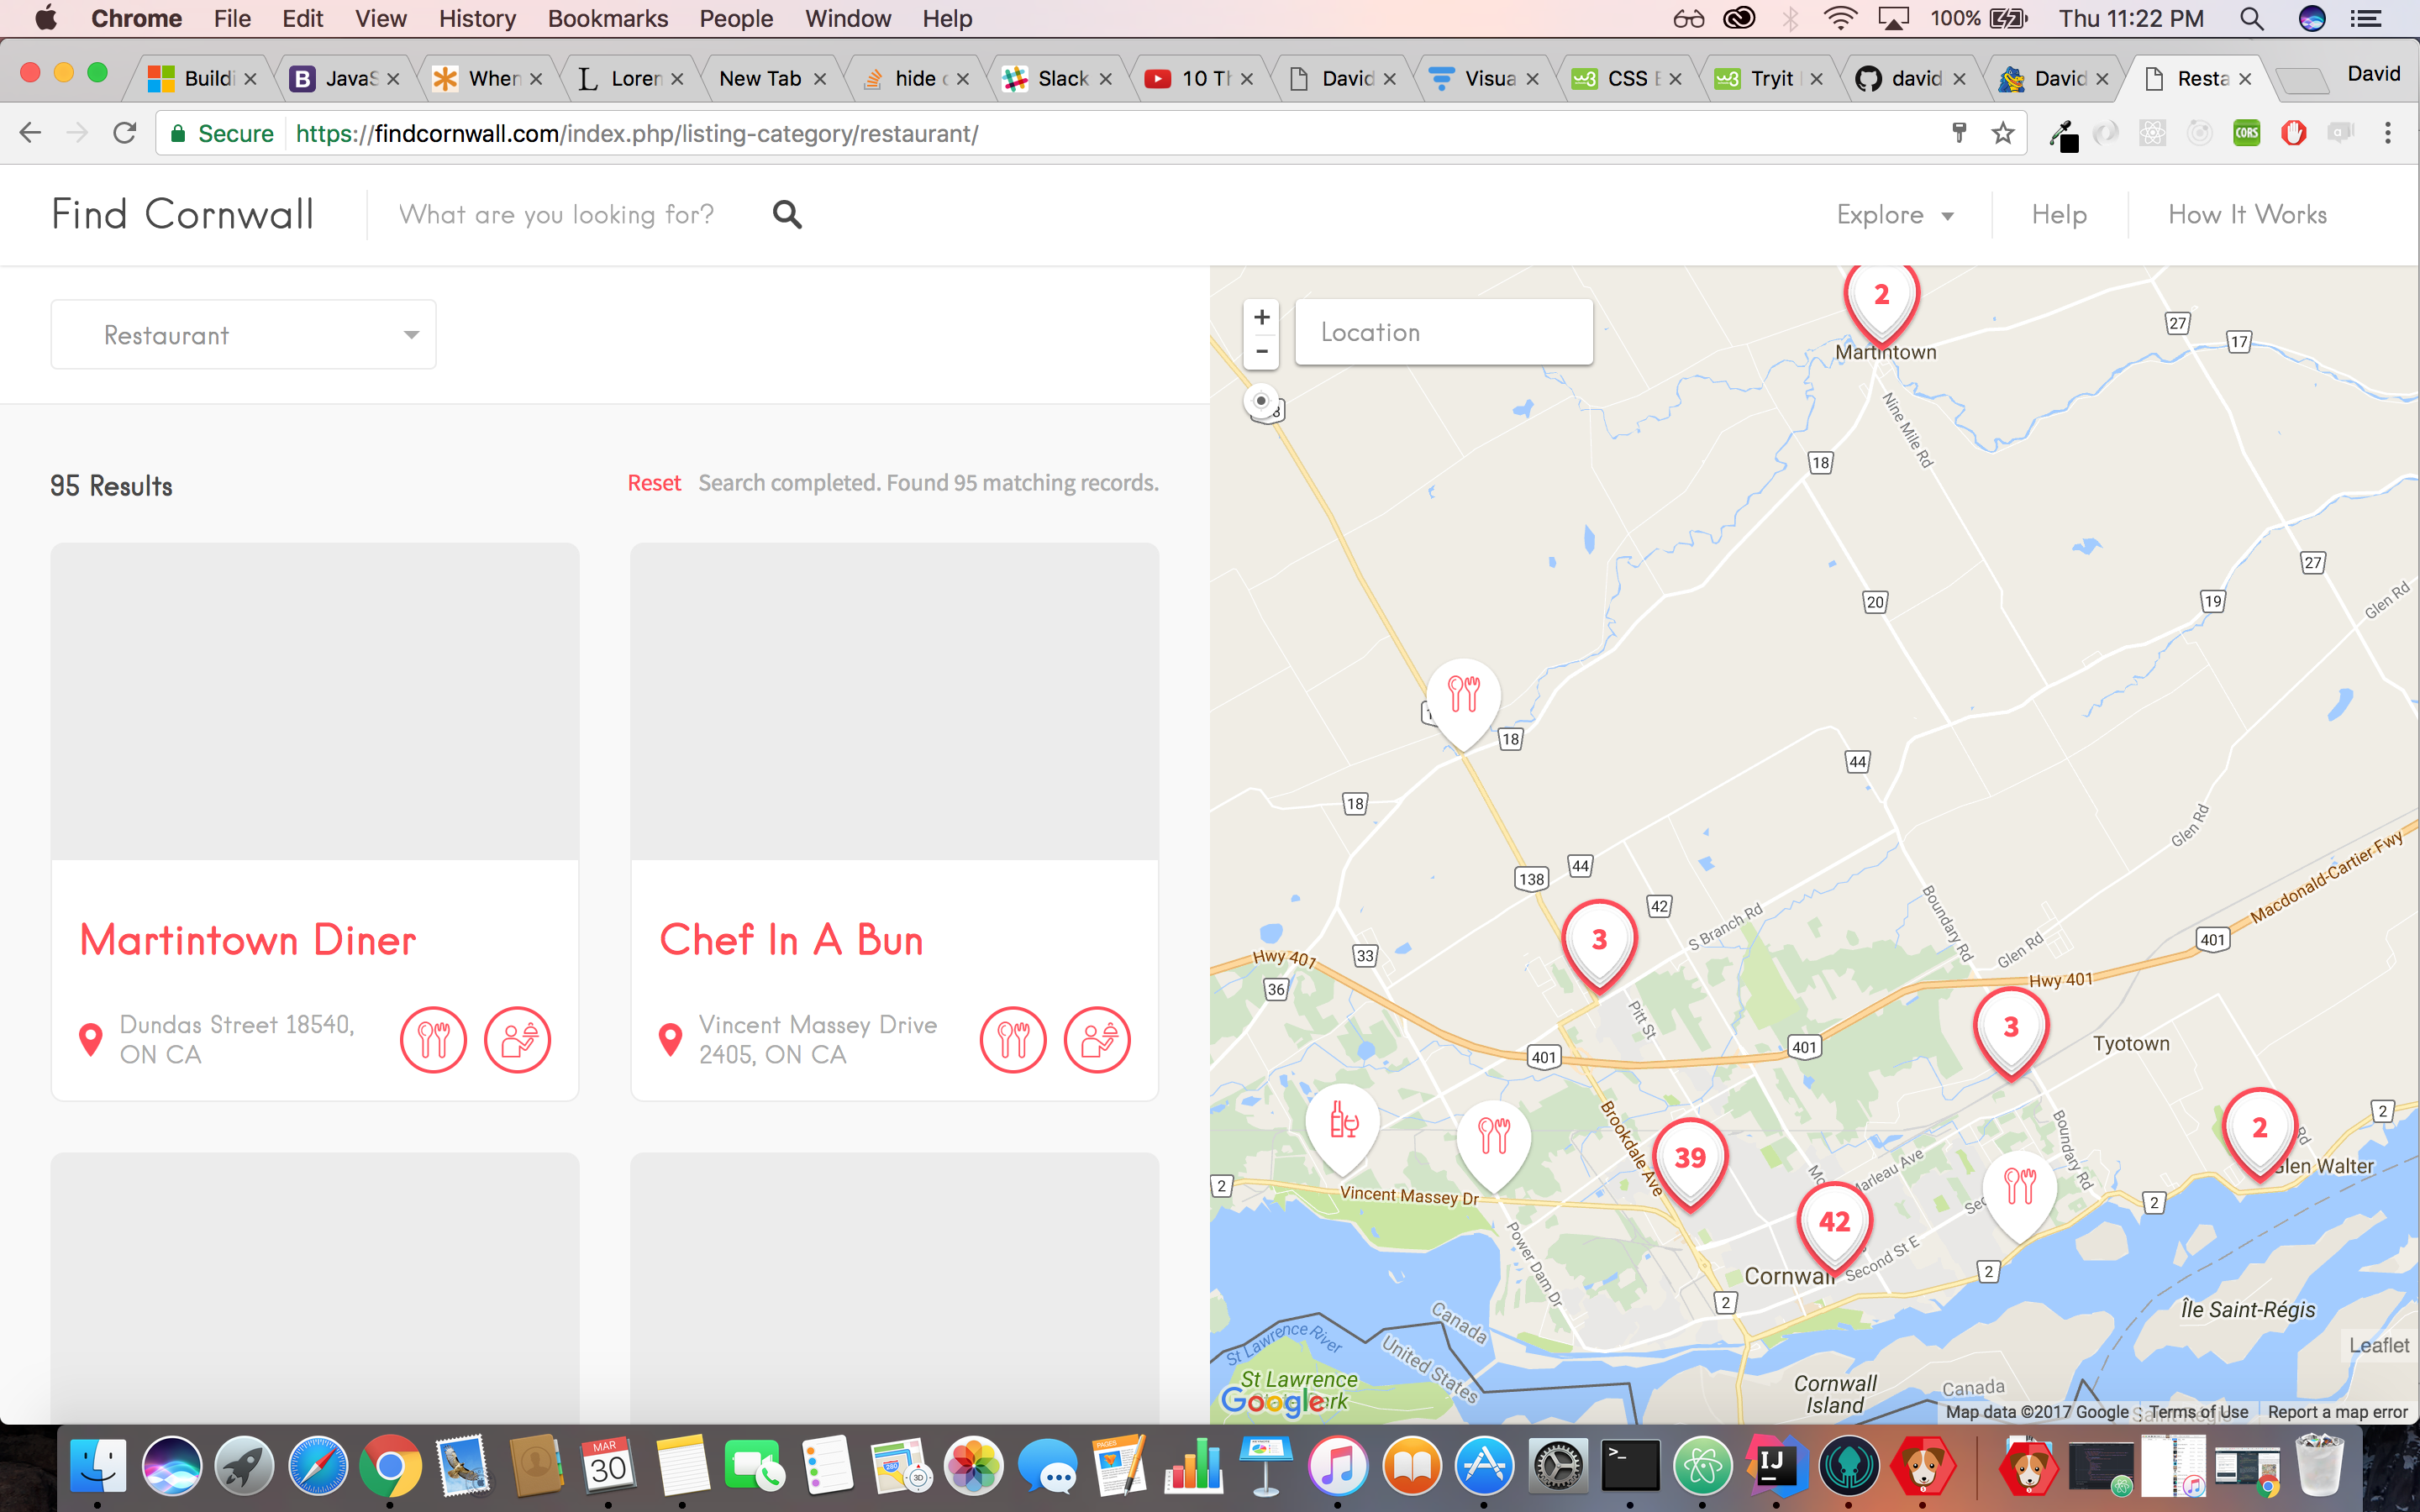 Chrome File Edit View History Bookmarks People Window Help 100% Thu 11:22 PM
Buildi JavaS When Loren New Tab hide Slack 10 Th David Visua CSS Tryit david David Resta David
Secure https://findcornwall.com/index.php/listing-category/restaurant/ CORS
Find Cornwall What are you looking for? Explore Help How It Works
Restaurant
95 Results
Reset Search completed. Found 95 matching records.
Martintown Diner
Dundas Street 18540,
ON CA
Chef In A Bun
Vincent Massey Drive
2405, ON CA
+
-
Location
2
Martintown
27
17
Nine Mile Rd
18
27
20
19
Glen Rd
18
44
18
Glen Rd
Macdonald-Cartier Fwy
44
138
42
3
S Branch Rd
Boundary Rd
Glen Rd
401
Hwy 401
33
Hwy 401
36
Pitt St
3
401
401
Tyotown
Brookdale Ave
Boundary Rd
2
2
39
Marleau Ave
Glen Walter
2
Vincent Massey Dr
2
42
Power Dam Dr
Second St E
Cornwall
2
2
Île Saint-Régis
Canada
St Lawrence River
United States
Leaflet
St Lawrence
Cornwall
Island
Canada
Google
Map data ©2017 Google Terms of Use Report a map error
MAR
30
280
3D
PAGES
>_
IJ